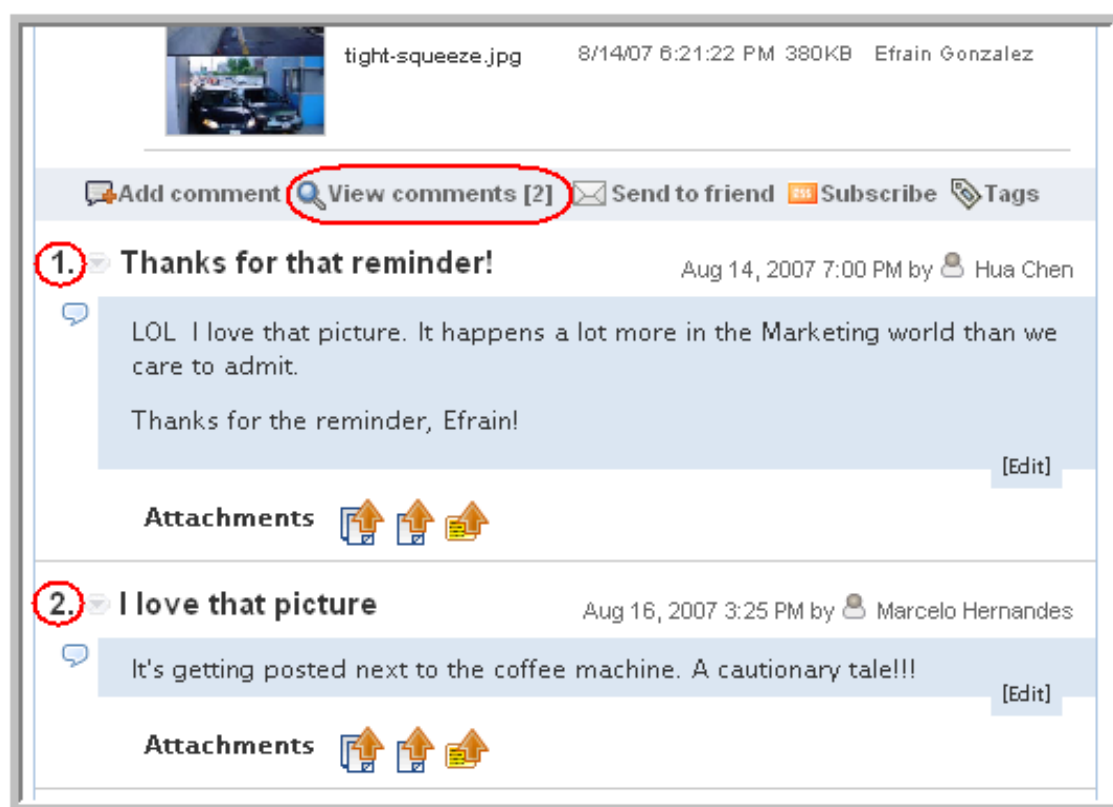 tight-squeeze.jpg 8/14/07 6:21:22 PM 380KB Efrain Gonzalez
Add comment View comments [2] Send to friend RSS Subscribe Tags
1. Thanks for that reminder! Aug 14, 2007 7:00 PM by Hua Chen
LOL I love that picture. It happens a lot more in the Marketing world than we
care to admit.
Thanks for the reminder, Efrain!
[Edit]
Attachments
2. I love that picture Aug 16, 2007 3:25 PM by Marcelo Hernandes
It's getting posted next to the coffee machine. A cautionary tale!!!
[Edit]
Attachments